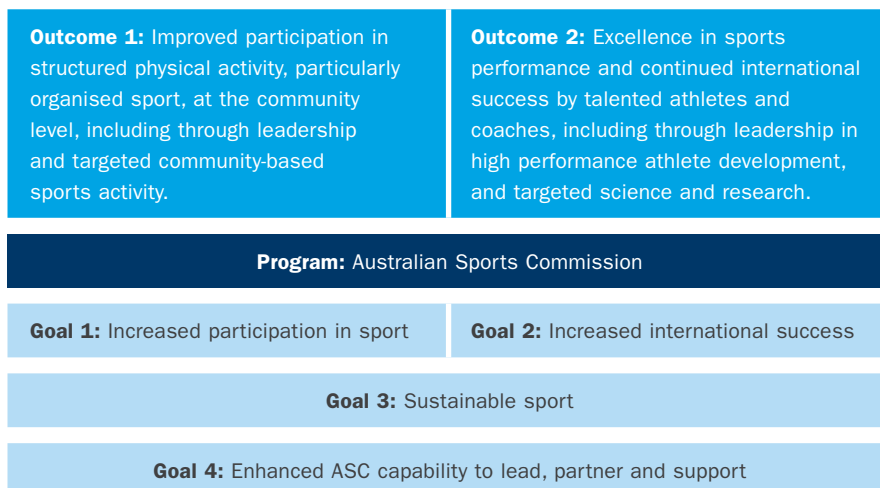 Outcome 1: Improved participation in
structured physical activity, particularly
organised sport, at the community
level, including through leadership
and targeted community-based
sports activity.
Outcome 2: Excellence in sports
performance and continued international
success by talented athletes and
coaches, including through leadership in
high performance athlete development,
and targeted science and research.
Program: Australian Sports Commission
Goal 1: Increased participation in sport
Goal 2: Increased international success
Goal 3: Sustainable sport
Goal 4: Enhanced ASC capability to lead, partner and support